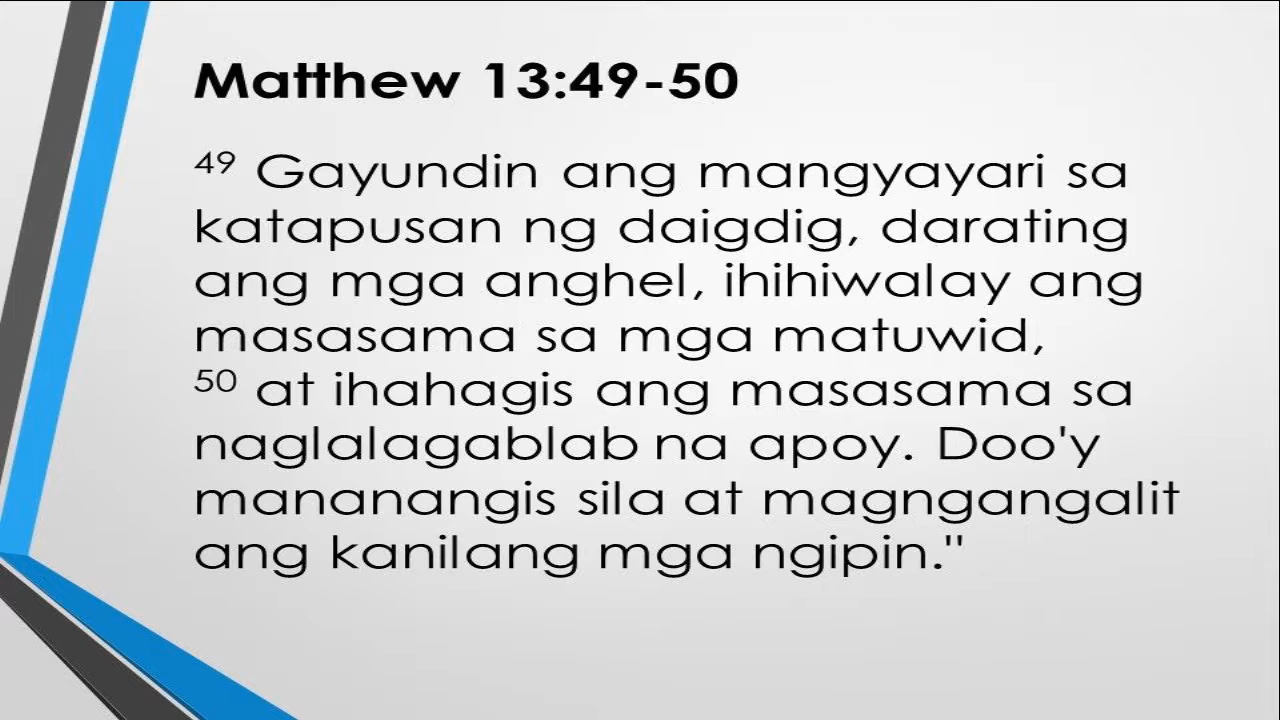 Matthew 13:49-50
49 Gayundin ang mangyayari sa
katapusan ng daigdig, darating
ang mga anghel, ihihiwalay ang
masasama sa mga matuwid,
50 at ihahagis ang masasama sa
naglalagablab na apoy. Doo'y
mananangis sila at magngangalit
ang kanilang mga ngipin."